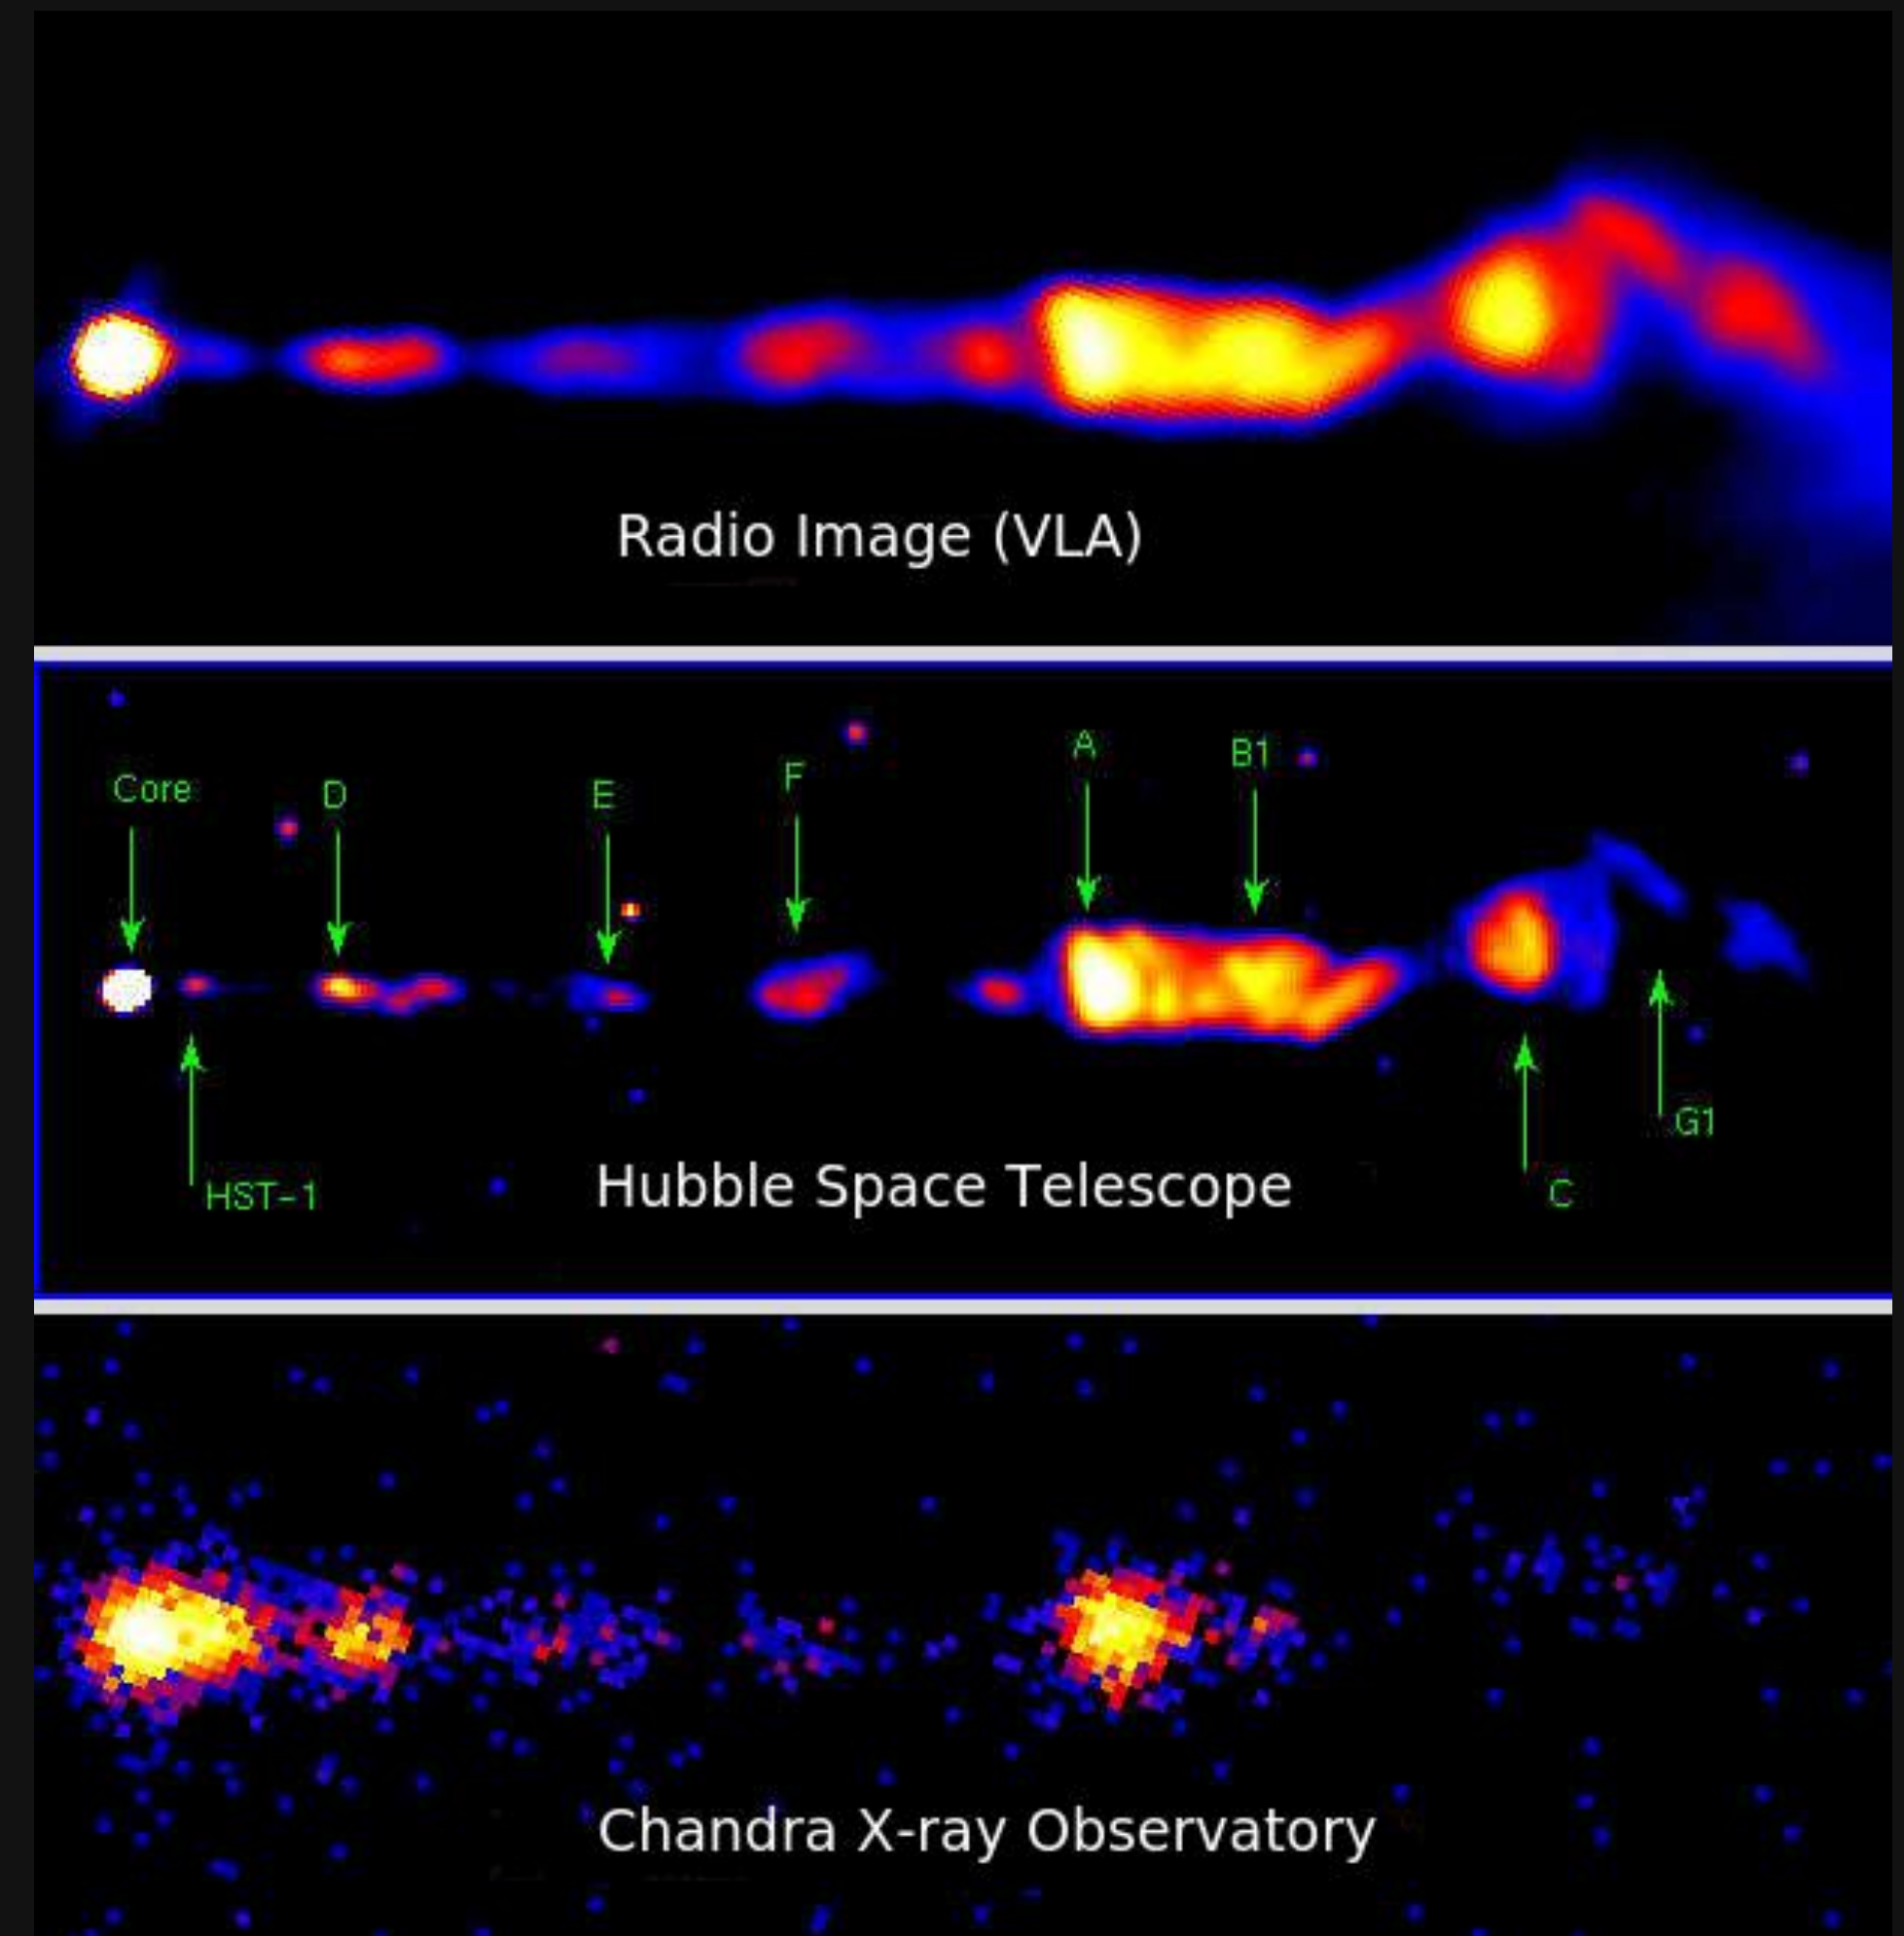 Radio Image (VLA)
Core
D
E
F
A
B1
HST-1
C
G1
Hubble Space Telescope
Chandra X-ray Observatory